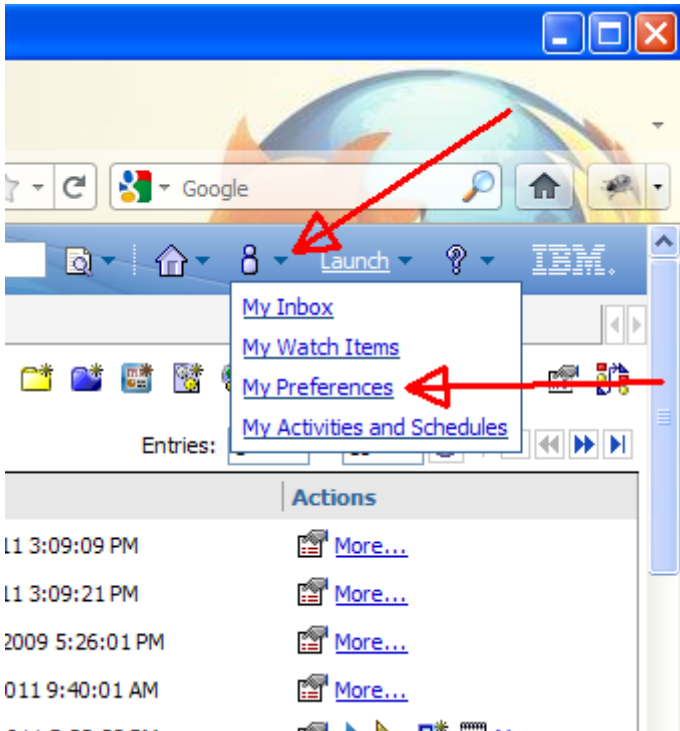 Google
Launch
IBM.
My Inbox
My Watch Items
My Preferences
My Activities and Schedules
Entries:
Actions
11 3:09:09 PM
More...
11 3:09:21 PM
More...
2009 5:26:01 PM
More...
011 9:40:01 AM
More...